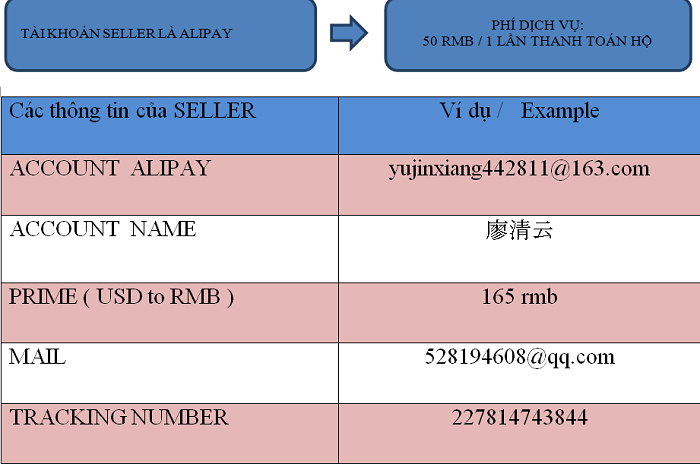 TÀI KHOẢN SELLER LÀ ALIPAY
PHÍ DỊCH VỤ:
50 RMB / 1 LẦN THANH TOÁN HỘ
Các thông tin của SELLER
Ví dụ / Example
ACCOUNT ALIPAY
yujinxiang442811@163.com
ACCOUNT NAME
廖清云
PRIME ( USD to RMB )
165 rmb
MAIL
528194608@qq.com
TRACKING NUMBER
227814743844